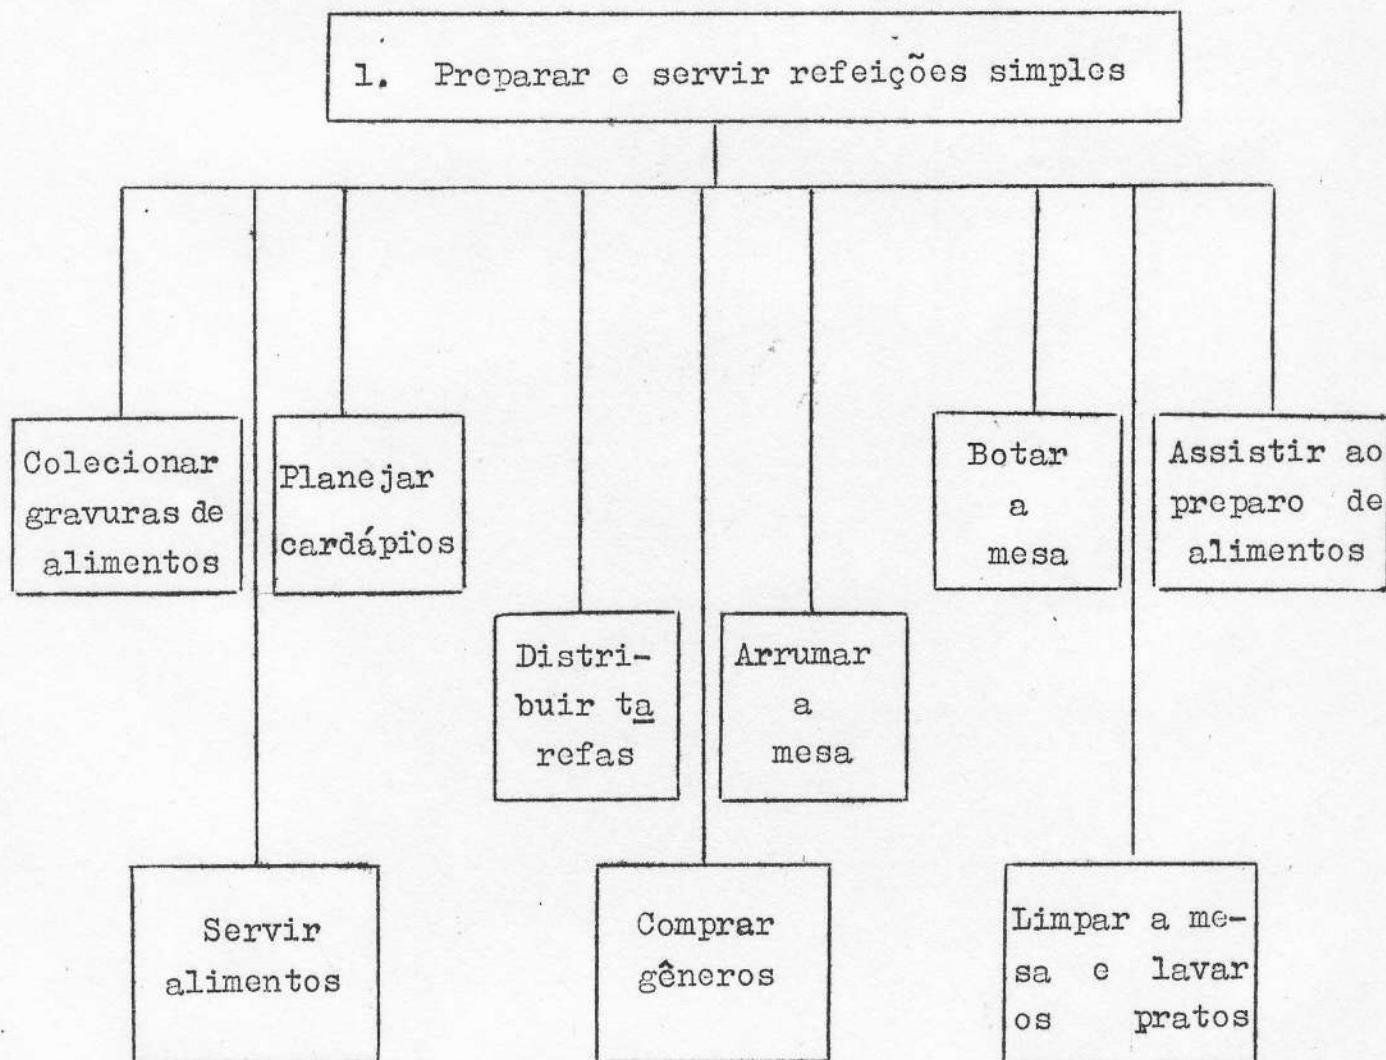 1. Preparar e servir refeições simples
Colecionar
gravuras de
alimentos
Planejar
cardápios
Botar
a
mesa
Assistir ao
preparo de
alimentos
Distri-
buir ta
refas
Arrumar
a
mesa
Servir
alimentos
Comprar
gêneros
Limpar a me-
sa e lavar
os pratos